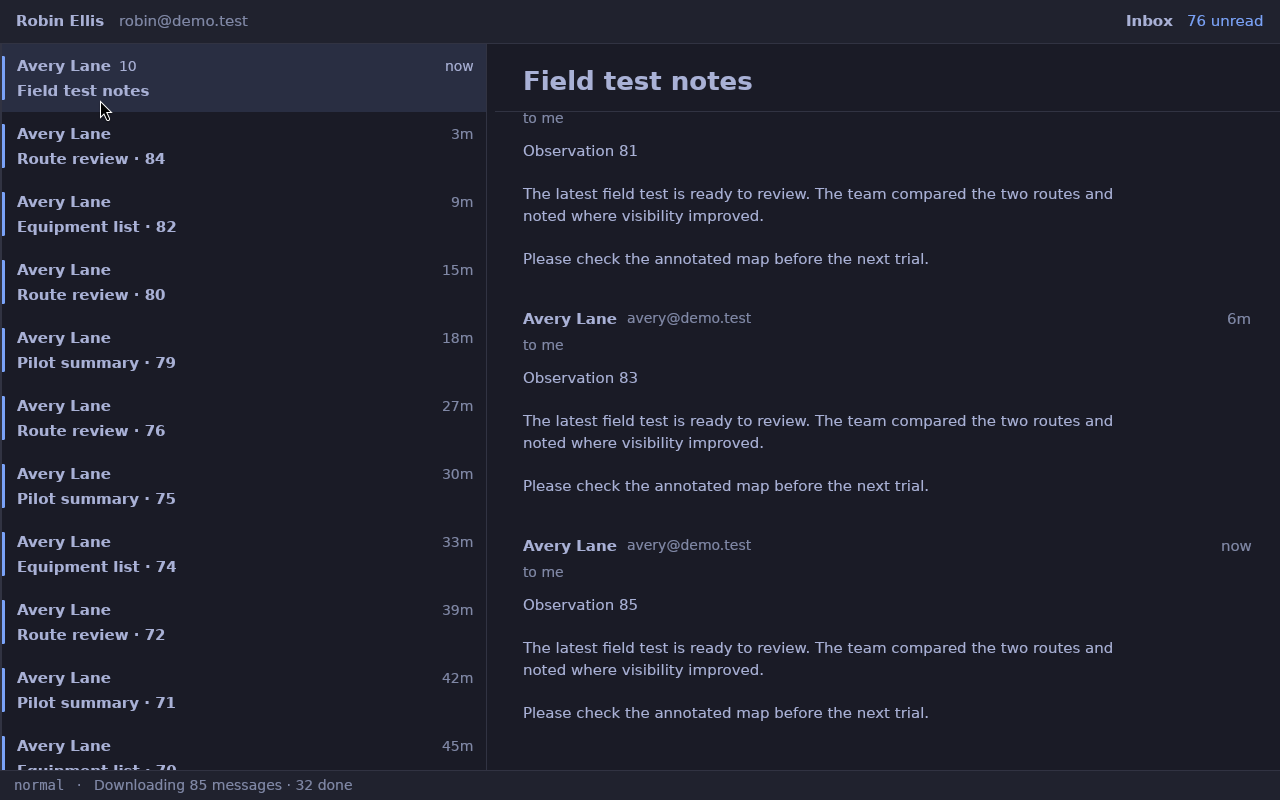 Robin Ellis robin@demo.test
Inbox 76 unread
Avery Lane 10 now
Field test notes
Avery Lane 3m
Route review · 84
Avery Lane 9m
Equipment list · 82
Avery Lane 15m
Route review · 80
Avery Lane 18m
Pilot summary · 79
Avery Lane 27m
Route review · 76
Avery Lane 30m
Pilot summary · 75
Avery Lane 33m
Equipment list · 74
Avery Lane 39m
Route review · 72
Avery Lane 42m
Pilot summary · 71
Avery Lane 45m
Equipment list · 70
Field test notes
to me
Observation 81
The latest field test is ready to review. The team compared the two routes and
noted where visibility improved.
Please check the annotated map before the next trial.
Avery Lane avery@demo.test 6m
to me
Observation 83
The latest field test is ready to review. The team compared the two routes and
noted where visibility improved.
Please check the annotated map before the next trial.
Avery Lane avery@demo.test now
to me
Observation 85
The latest field test is ready to review. The team compared the two routes and
noted where visibility improved.
Please check the annotated map before the next trial.
normal · Downloading 85 messages · 32 done